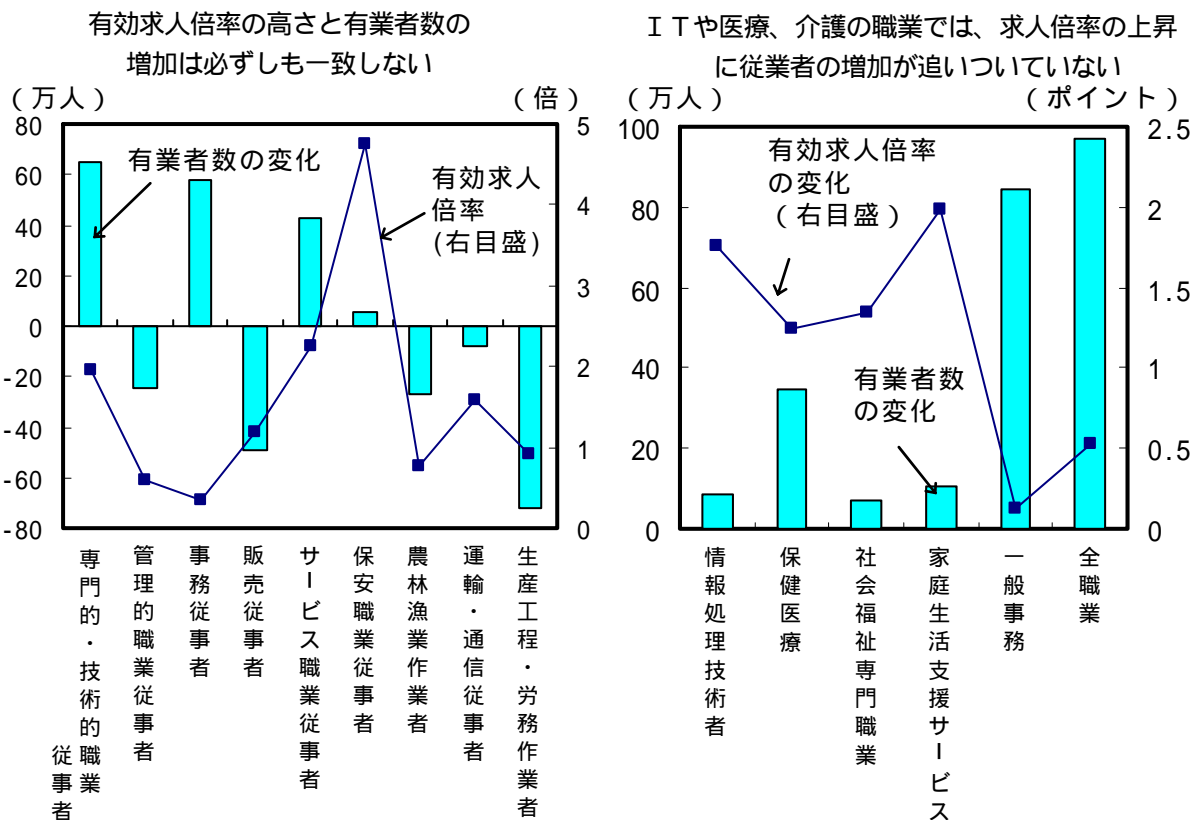 有効求人倍率の高さと有業者数の
増加は必ずしも一致しない
（万人）
（倍）
80
60
40
20
0
-20
-40
-60
-80
5
4
3
2
1
0
有業者数の変化
有効求人
倍率
(右目盛)
専門的・技術的職業
従事者
管理的職業従事者
事務従事者
販売従事者
サービス職業従事者
保安職業従事者
農林漁業作業者
運輸・通信従事者
生産工程・労務作業者
ＩＴや医療、介護の職業では、求人倍率の上昇
に従業者の増加が追いついていない
（万人）
（ポイント）
100
80
60
40
20
0
2.5
2
1.5
1
0.5
0
有効求人倍率
の変化
（右目盛）
有業者数
の変化
情報処理技術者
保健医療
社会福祉専門職業
家庭生活支援サービス
一般事務
全職業